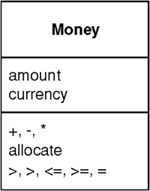 Money
amount
currency
+, -, *
allocate
>, >, <=, >=, =